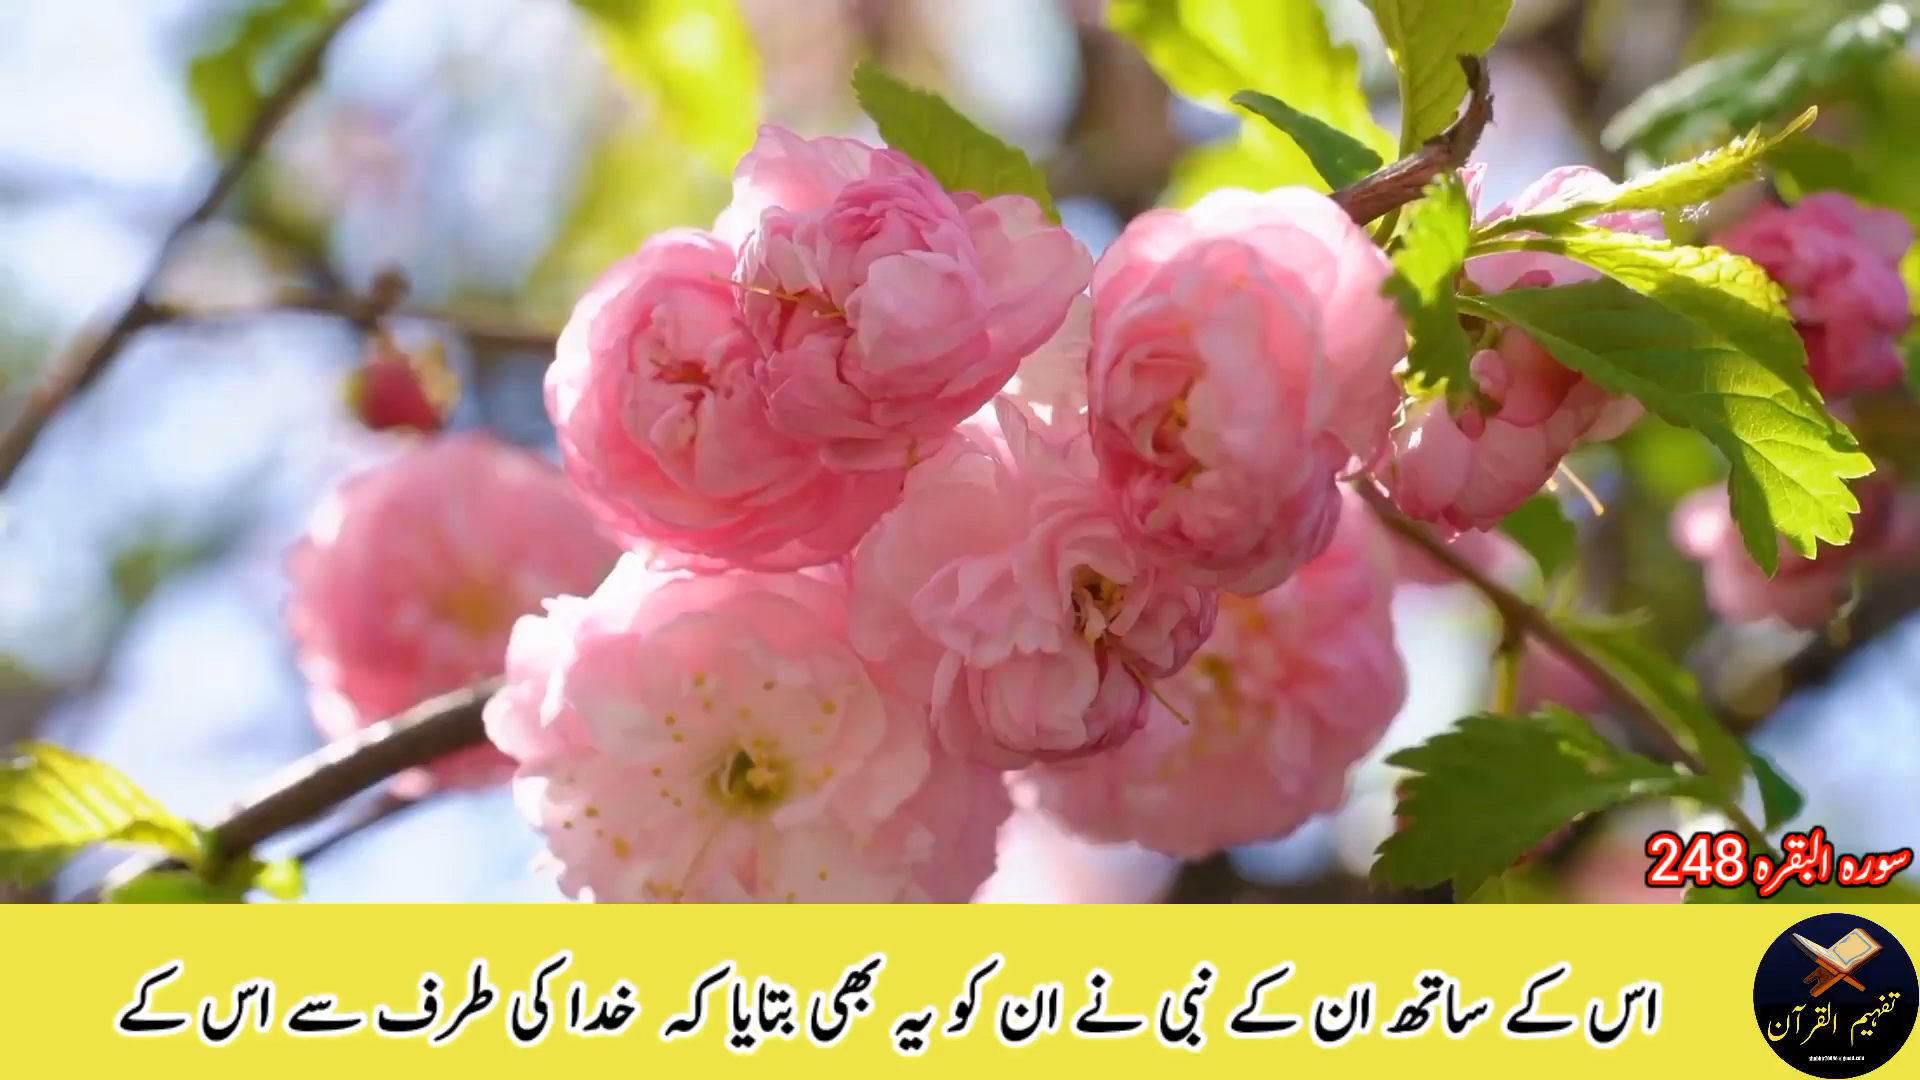 سورہ البقرہ 248
اس کے ساتھ ان کے نبی نے ان کو یہ بھی بتایا کہ خدا کی طرف سے اس کے
تفہیم القرآن